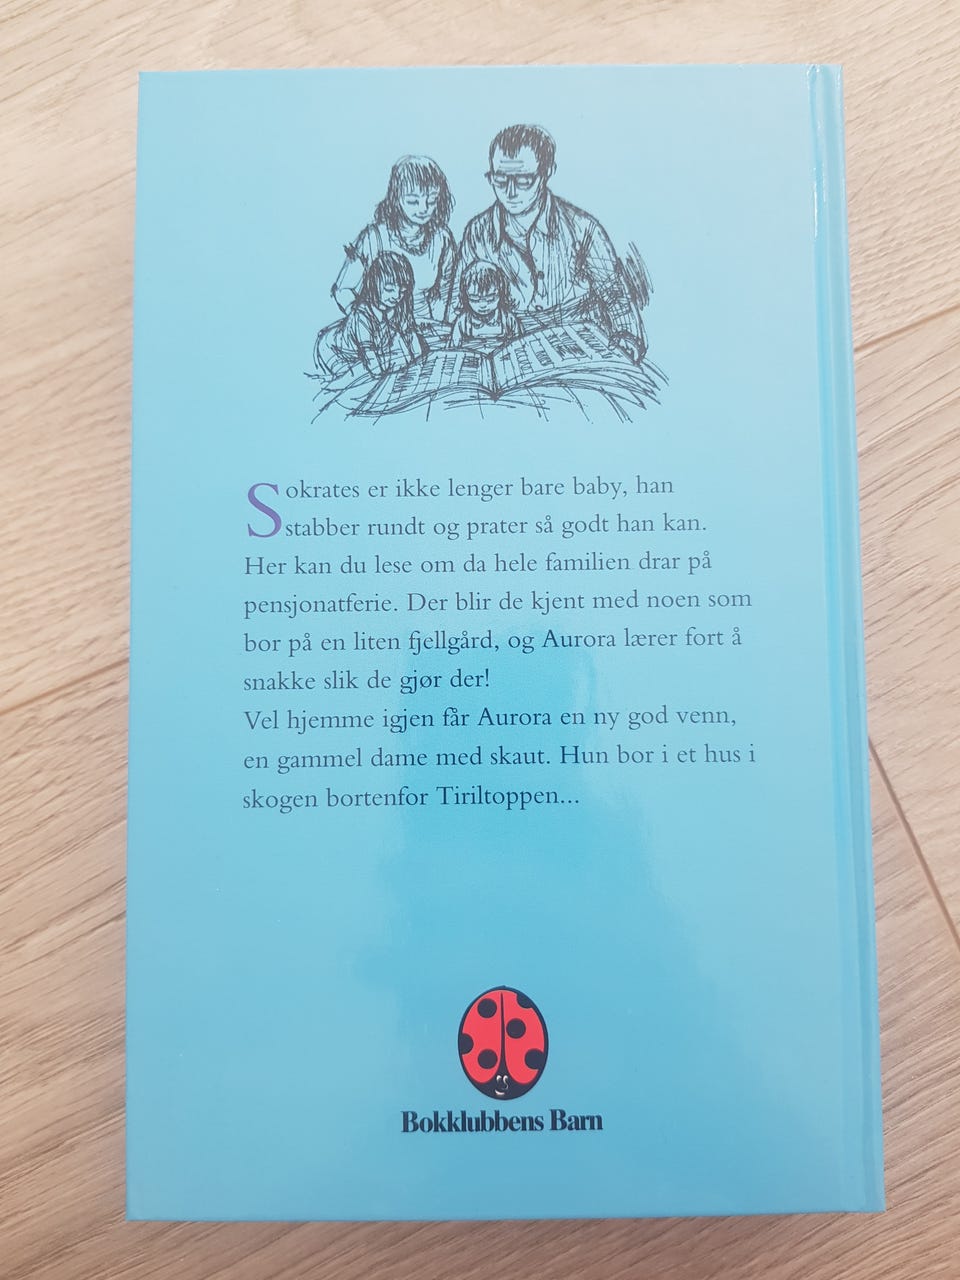 Sokrates er ikke lenger bare baby, han
stabber rundt og prater så godt han kan.
Her kan du lese om da hele familien drar på
pensjonatferie. Der blir de kjent med noen som
bor på en liten fjellgård, og Aurora lærer fort å
snakke slik de gjør der!
Vel hjemme igjen får Aurora en ny god venn,
en gammel dame med skaut. Hun bor i et hus i
skogen bortenfor Tiriltoppen...
Bokklubbens Barn